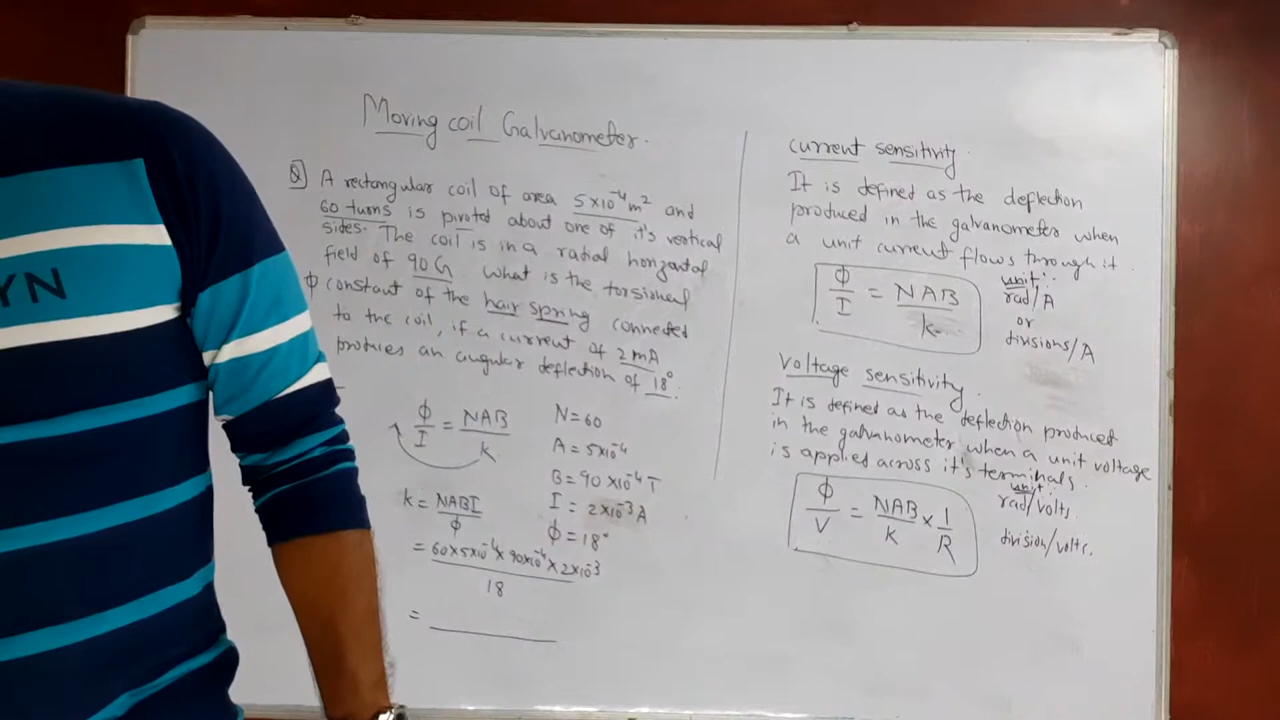 Moving coil Galvanometer.
Q) A rectangular coil of area 5×10⁻⁴m² and
60 turns is pivoted about one of it's vertical
sides. The coil is in a radial horizontal
field of 90 G What is the torsional
ϕ constant of the hair spring connected
to the coil, if a current of 2mA
produces an angular deflection of 18°.
ϕ/I = NAB/k
k = NABI/ϕ
= 60×5×10⁻⁴×90×10⁻⁴×2×10⁻³/18
=
N=60
A = 5×10⁻⁴
B = 90×10⁻⁴T
I = 2×10⁻³A
ϕ = 18°
current sensitivity.
It is defined as the deflection
produced in the galvanometer when
a unit current flows through it.
ϕ/I = NAB/k
unit:
rad/A
or
divisions/A
Voltage sensitivity.
It is defined as the deflection produced
in the galvanometer when a unit voltage
is applied across it's terminals.
ϕ/V = NAB/k × 1/R
unit:
rad/volts.
division/volts.
YN